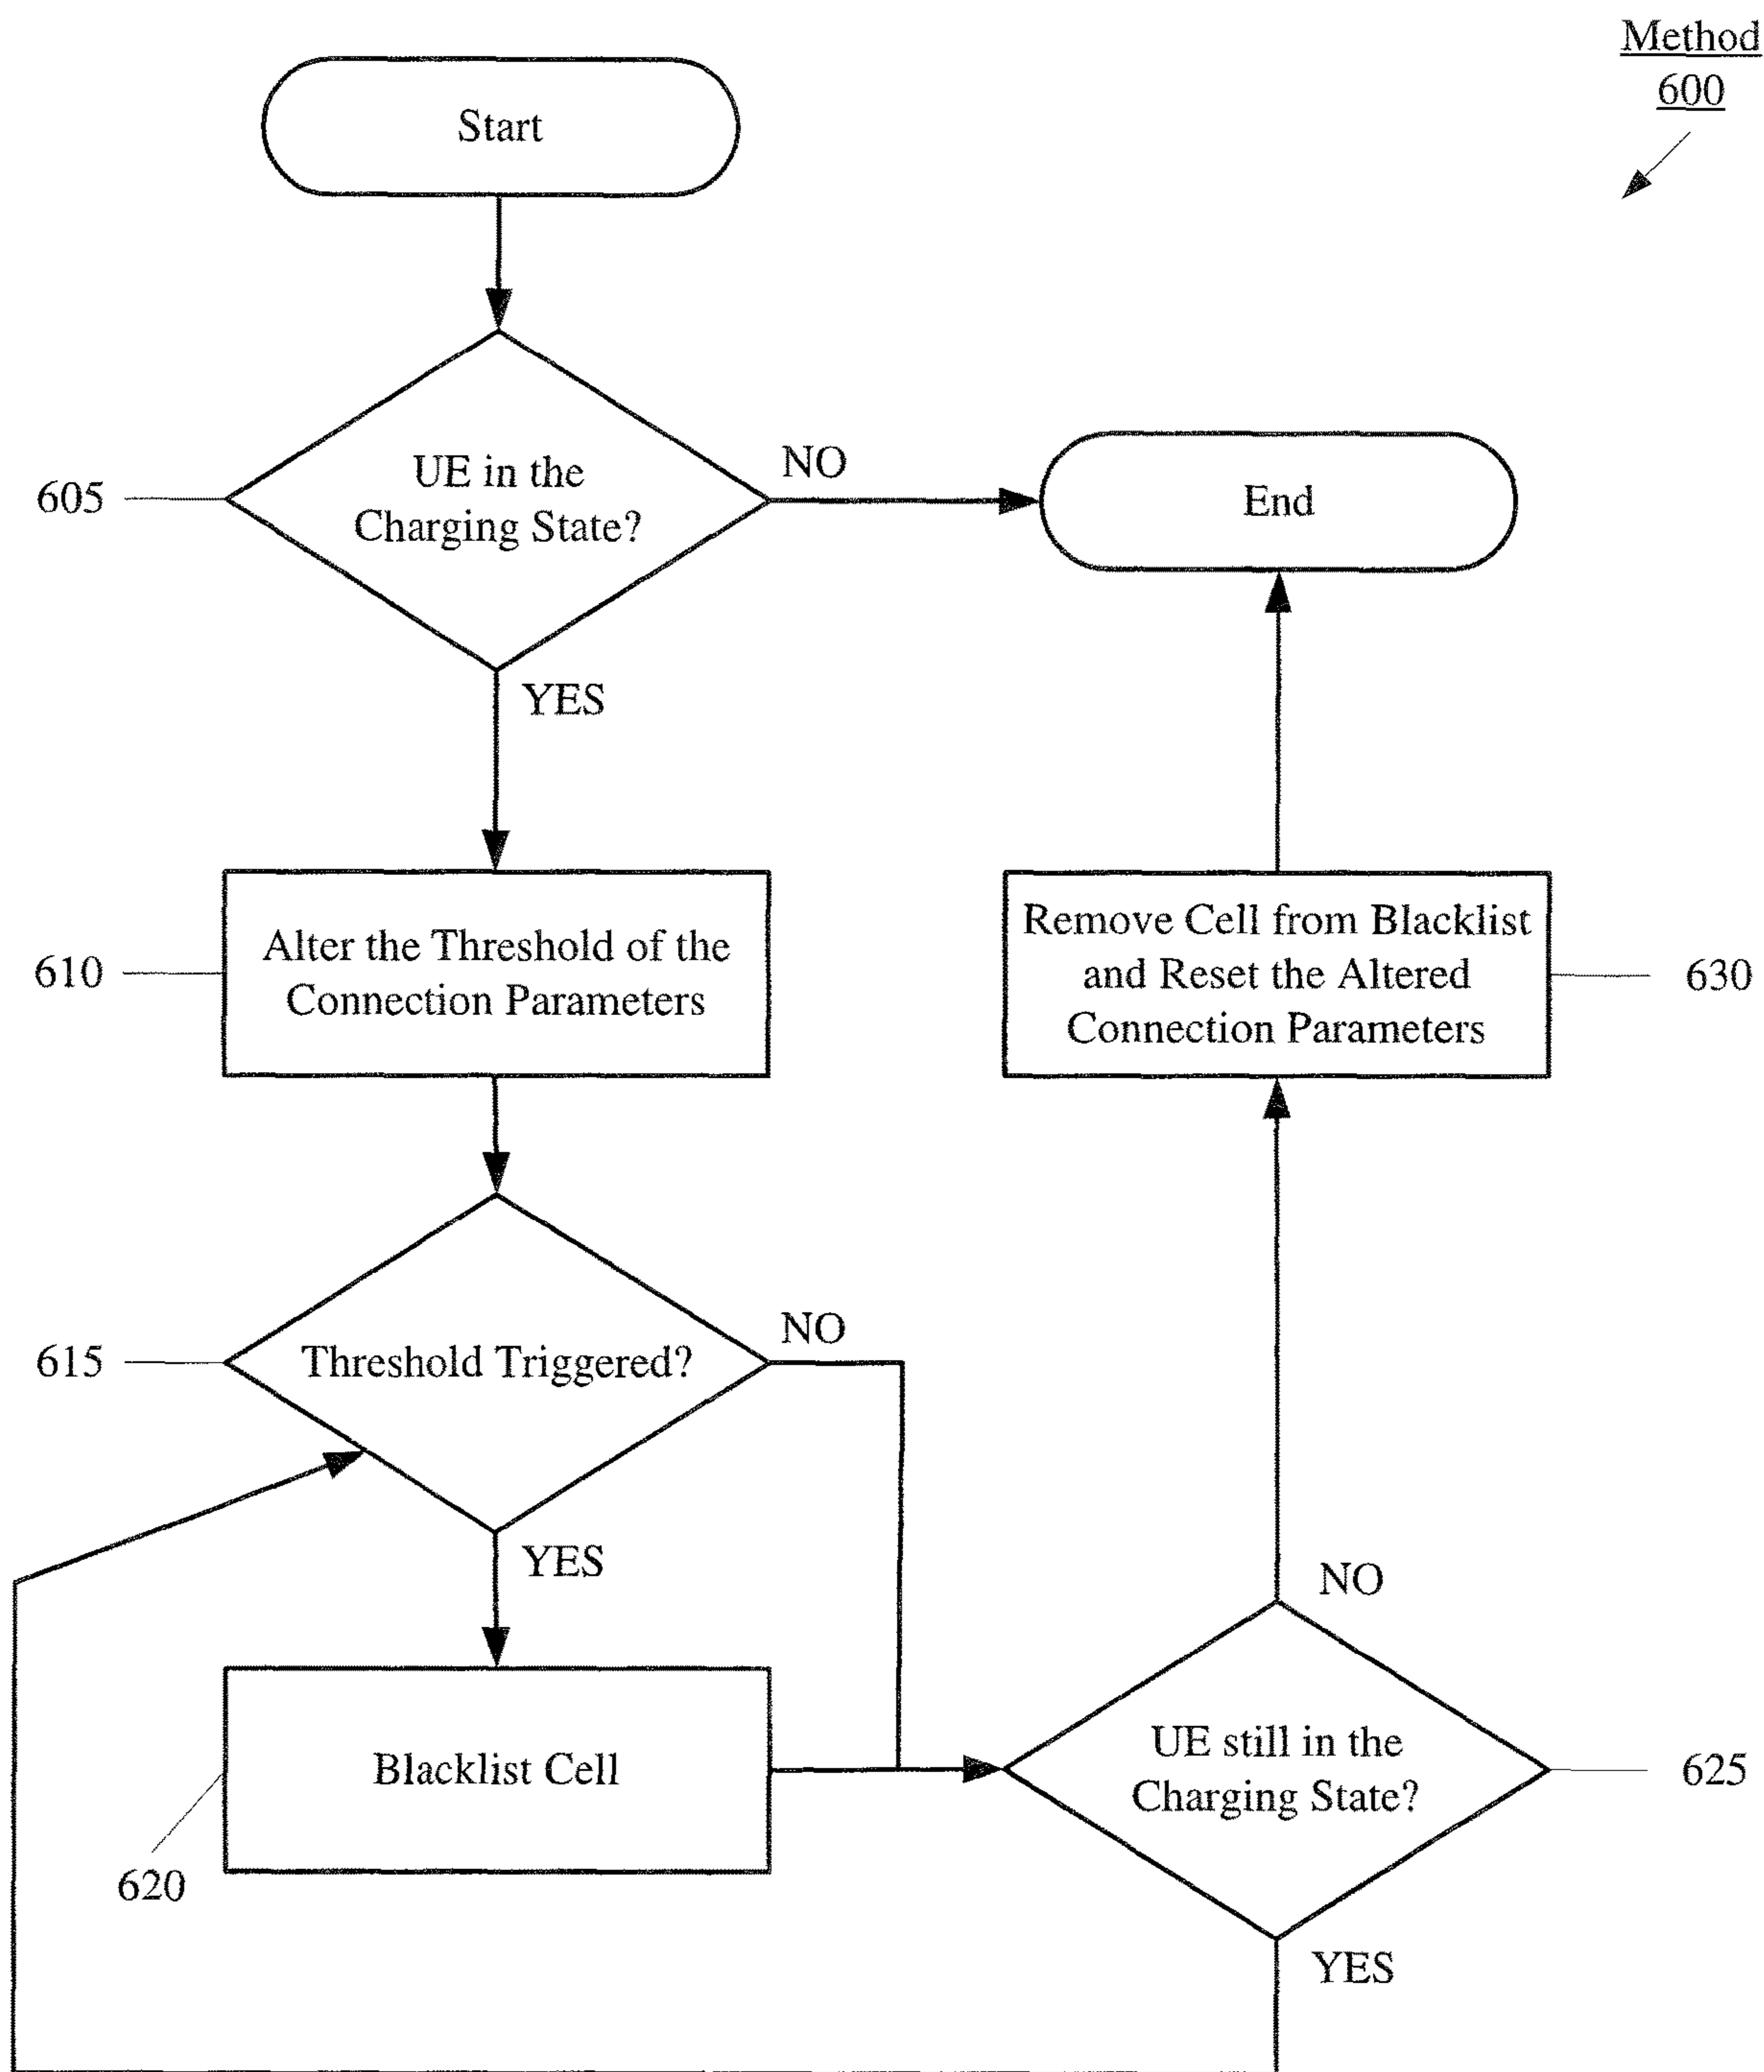 Method
600
Start
605
UE in the
Charging State?
NO
End
YES
610
Alter the Threshold of the
Connection Parameters
Remove Cell from Blacklist
and Reset the Altered
Connection Parameters
630
615
Threshold Triggered?
NO
YES
NO
620
Blacklist Cell
UE still in the
Charging State?
625
YES